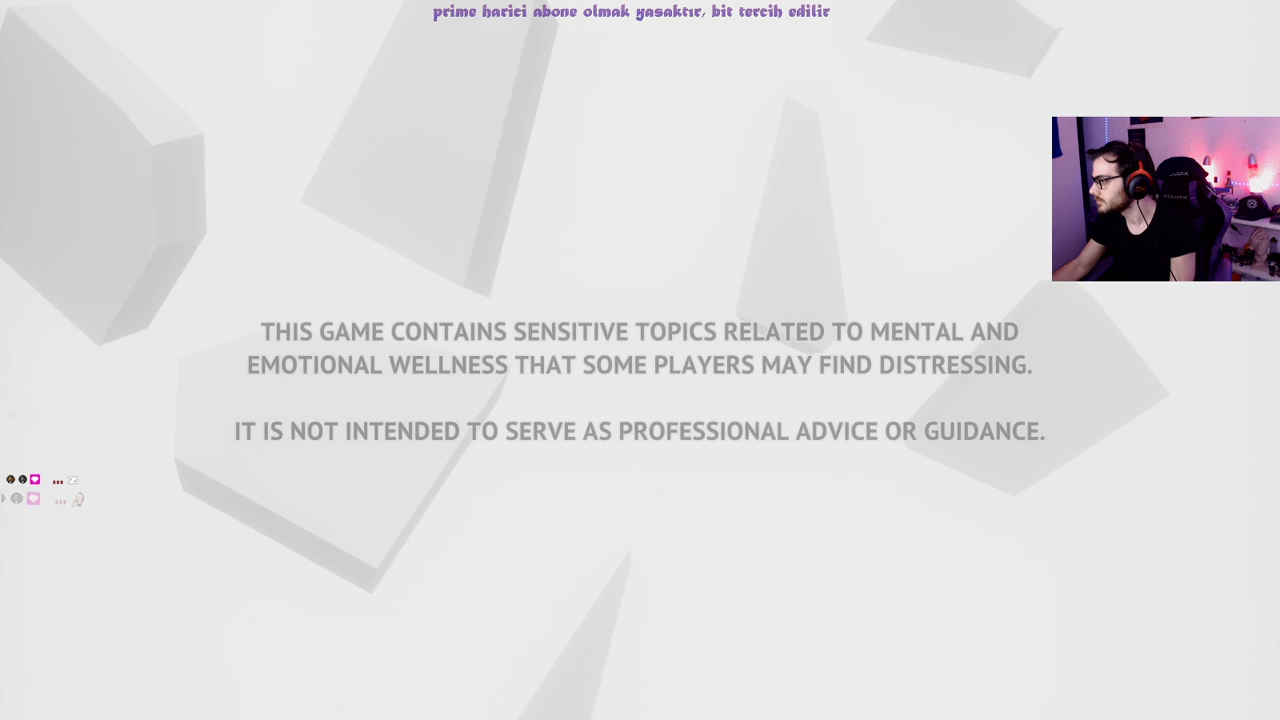 prime harici abone olmak yasaktır, bit tercih edilir
THIS GAME CONTAINS SENSITIVE TOPICS RELATED TO MENTAL AND
EMOTIONAL WELLNESS THAT SOME PLAYERS MAY FIND DISTRESSING.
IT IS NOT INTENDED TO SERVE AS PROFESSIONAL ADVICE OR GUIDANCE.